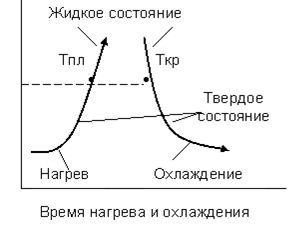 Жидкое состояние
Тпл
Ткр
Твердое
состояние
Нагрев
Охлаждение
Время нагрева и охлаждения